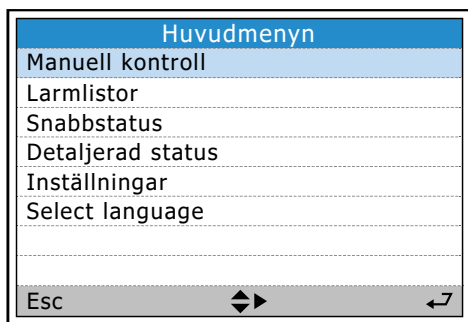 Huvudmenyn
Manuell kontroll
Larmlistor
Snabbstatus
Detaljerad status
Inställningar
Select language
Esc